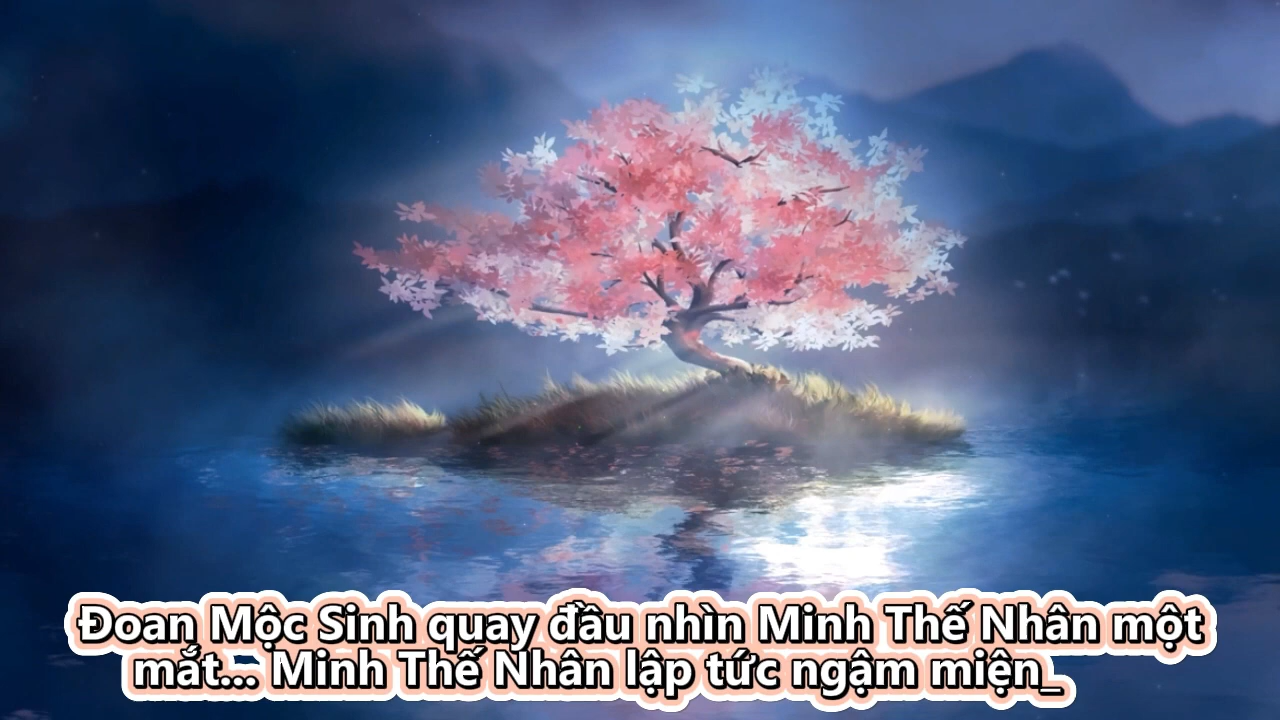 Đoan Mộc Sinh quay đầu nhìn Minh Thế Nhân một
mắt... Minh Thế Nhân lập tức ngậm miện_